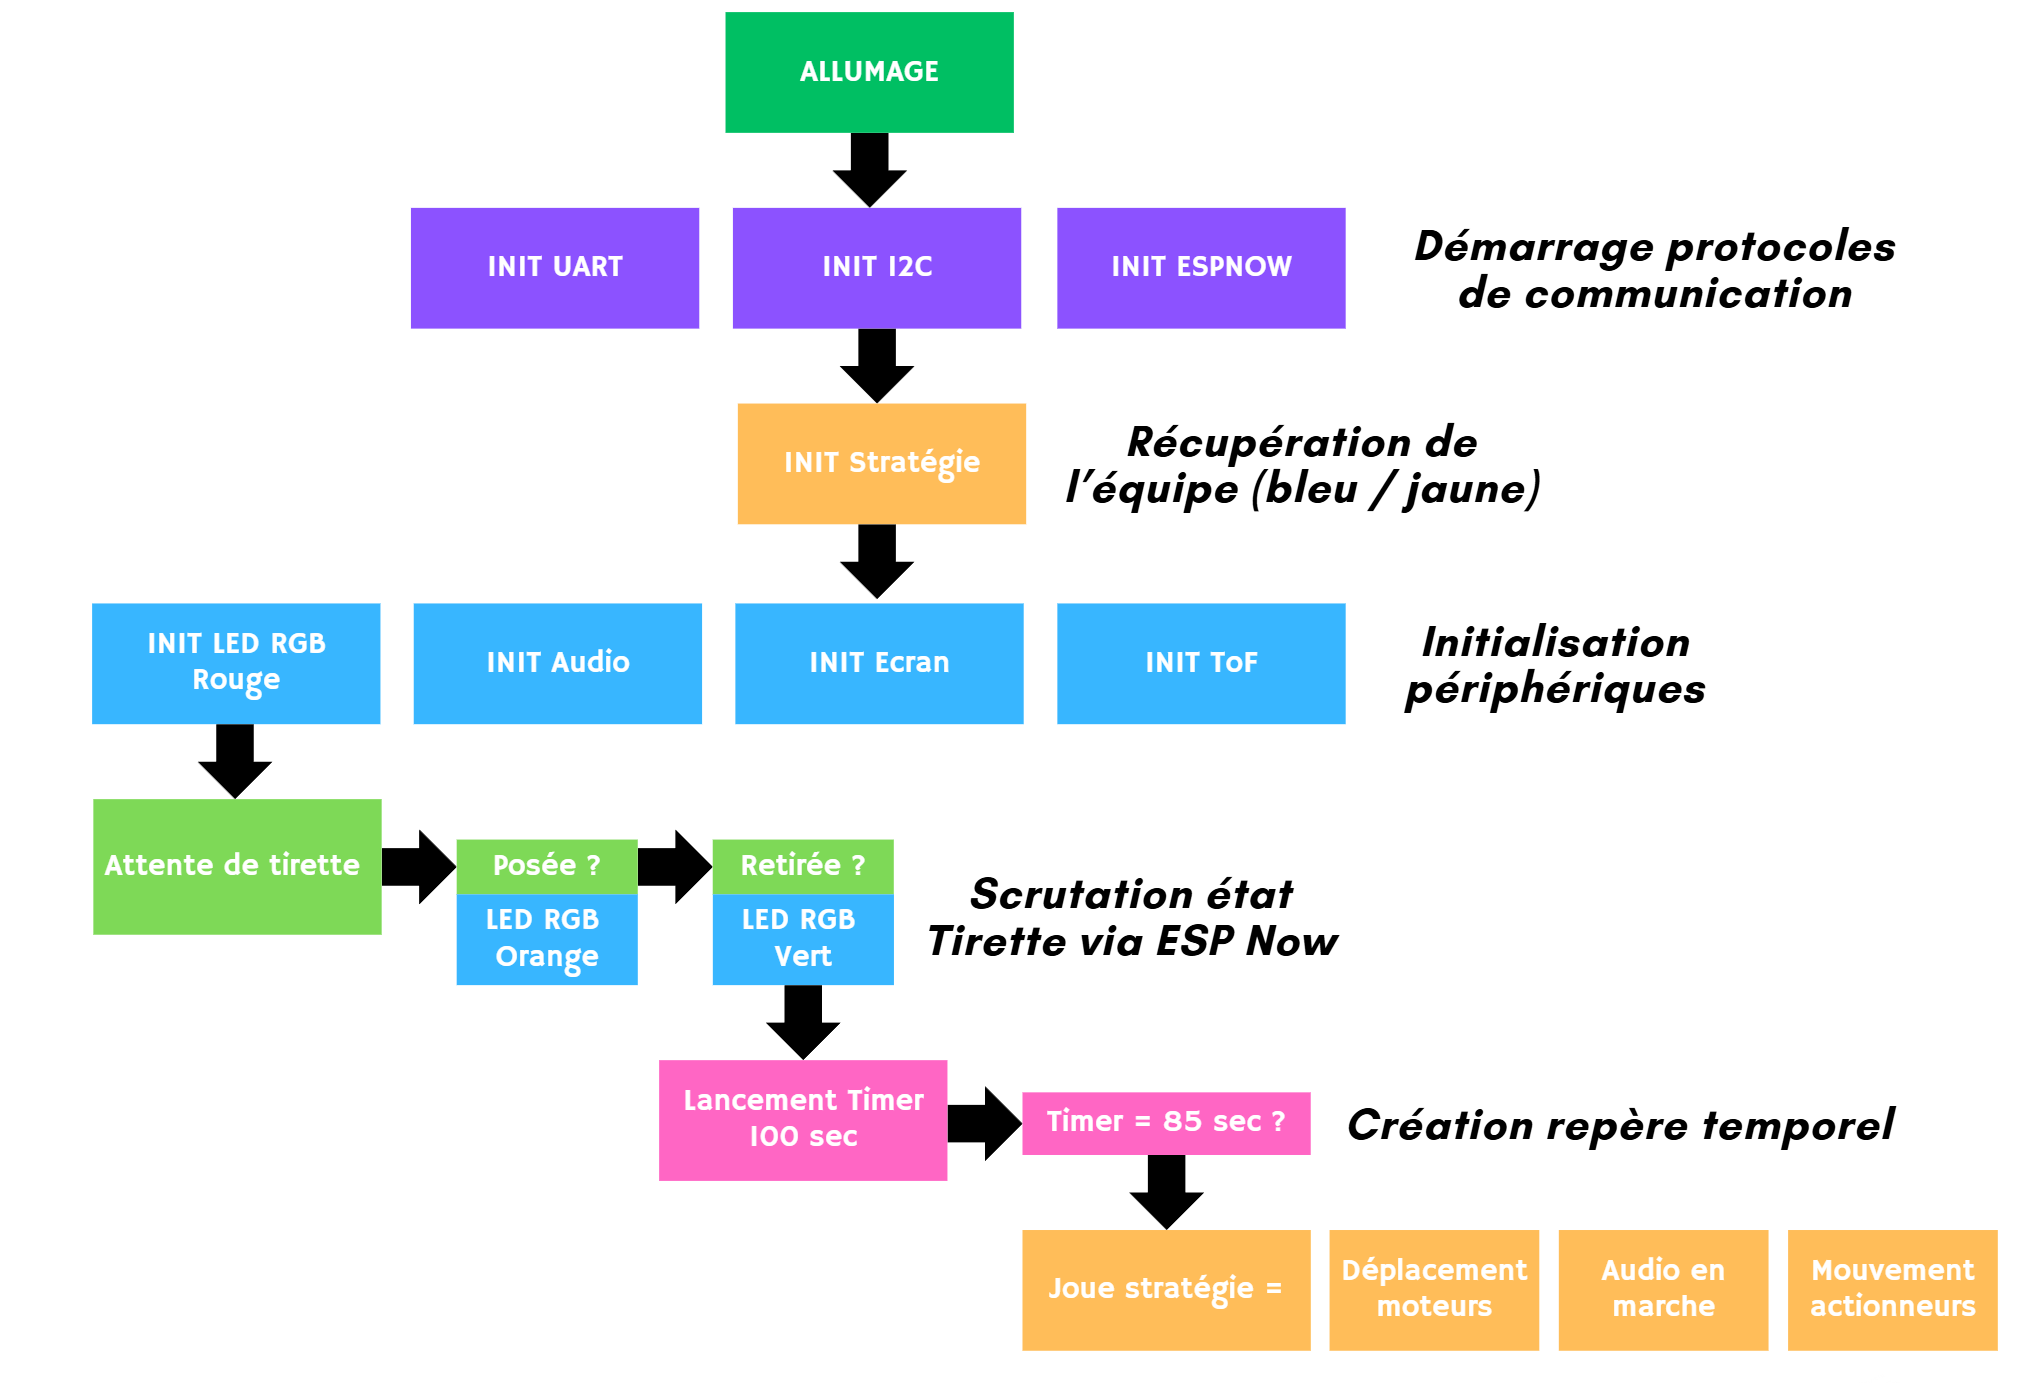 ALLUMAGE
INIT UART
INIT I2C
INIT ESPNOW
Démarrage protocoles
de communication
INIT Stratégie
Récupération de
l'équipe (bleu / jaune)
INIT LED RGB
Rouge
INIT Audio
INIT Ecran
INIT ToF
Initialisation
périphériques
Attente de tirette
Posée ?
LED RGB
Orange
Retirée ?
LED RGB
Vert
Scrutation état
Tirette via ESP Now
Lancement Timer
100 sec
Timer = 85 sec ?
Création repère temporel
Joue stratégie =
Déplacement
moteurs
Audio en
marche
Mouvement
actionneurs